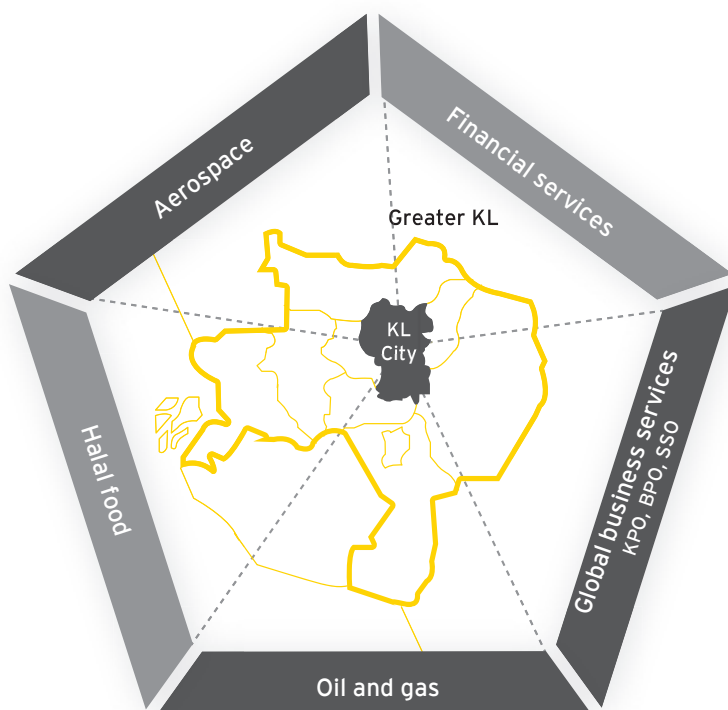 Aerospace
Financial services
Greater KL
KL
City
Halal food
Global business services
KPO, BPO, SSO
Oil and gas